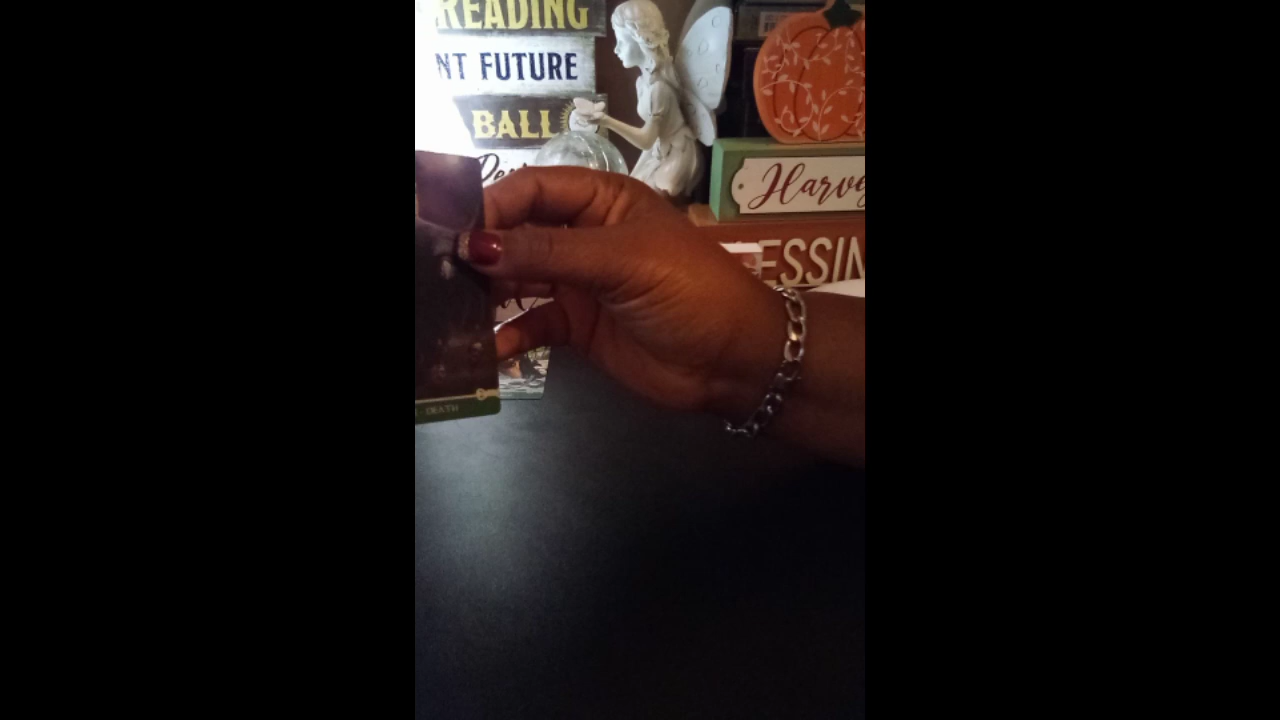 READING
NT FUTURE
BALL
Harve
ESSIN
DEATH